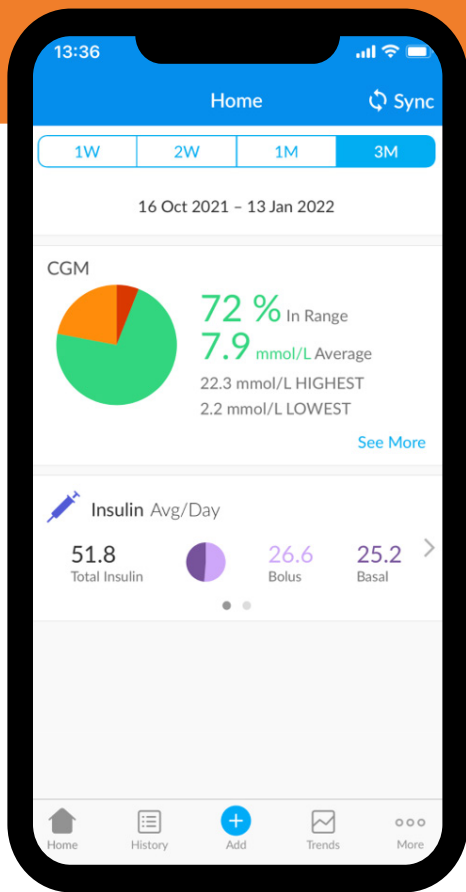 13:36
Home
Sync
1W 2W 1M 3M
16 Oct 2021 – 13 Jan 2022
CGM
72 % In Range
7.9 mmol/L Average
22.3 mmol/L HIGHEST
2.2 mmol/L LOWEST
See More
Insulin Avg/Day
51.8 26.6 25.2
Total Insulin Bolus Basal
Home History Add Trends More